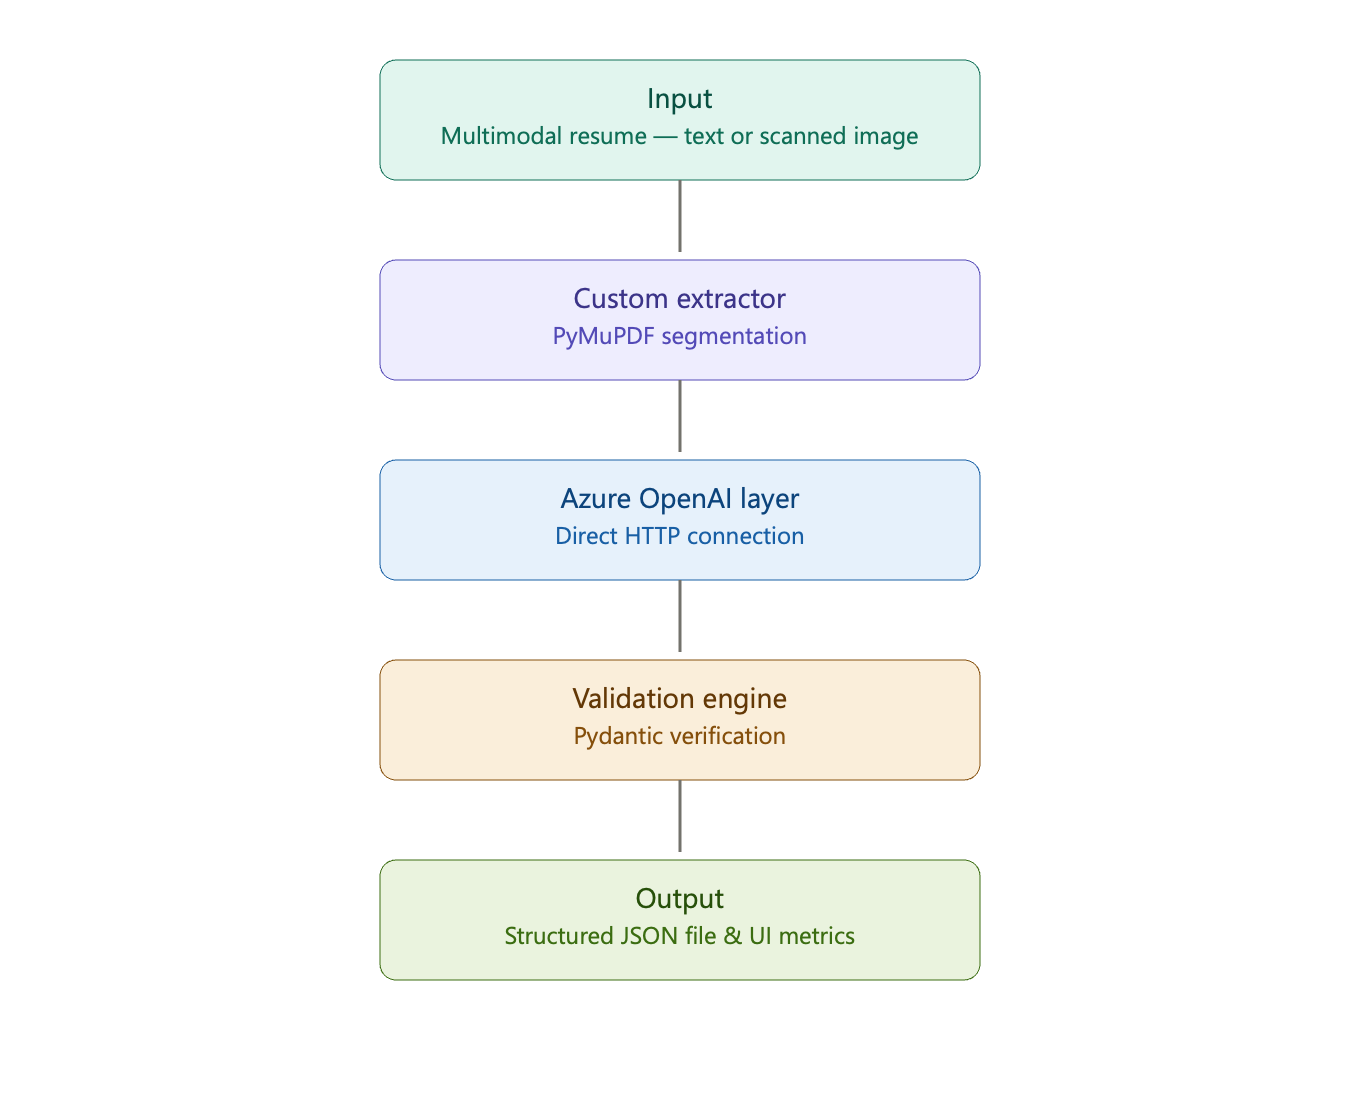 Input
Multimodal resume — text or scanned image
Custom extractor
PyMuPDF segmentation
Azure OpenAI layer
Direct HTTP connection
Validation engine
Pydantic verification
Output
Structured JSON file & UI metrics